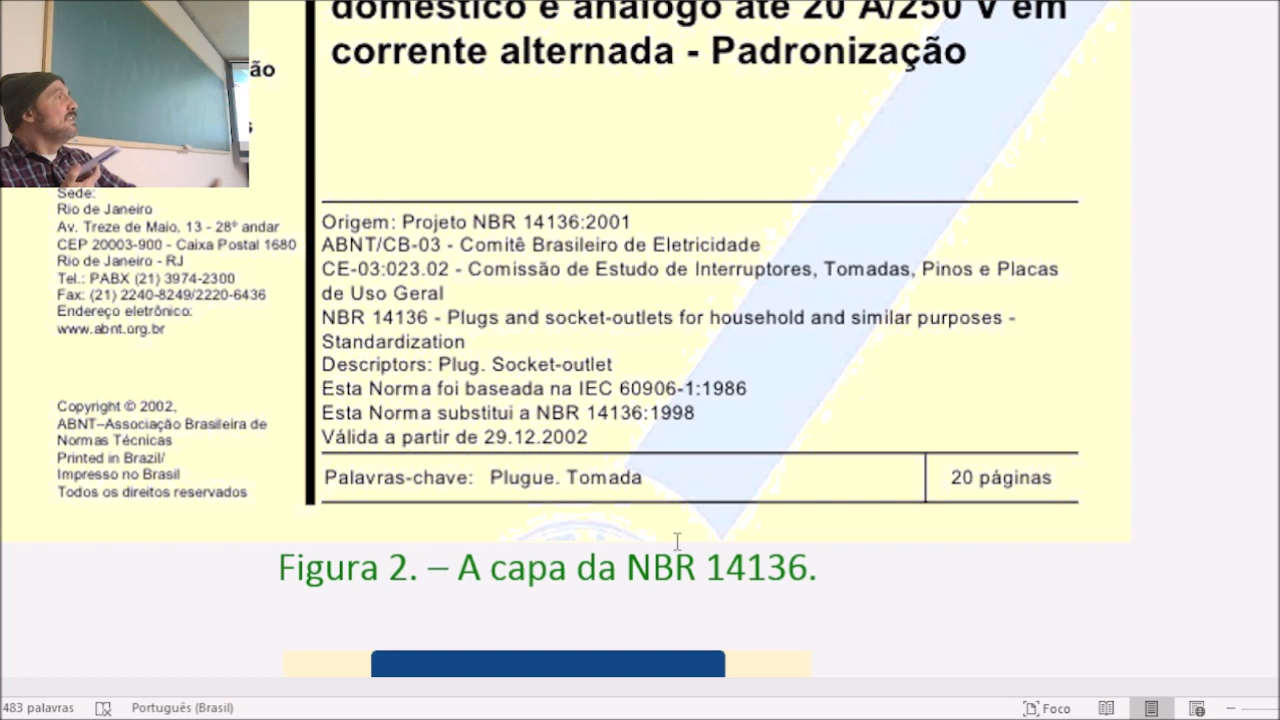 doméstico e análogo até 20 A/250 V em
corrente alternada - Padronização
ão
Sede:
Rio de Janeiro
Av. Treze de Maio, 13 - 28º andar
CEP 20003-900 - Caixa Postal 1680
Rio de Janeiro - RJ
Tel.: PABX (21) 3974-2300
Fax: (21) 2240-8249/2220-6436
Endereço eletrônico:
www.abnt.org.br
Copyright © 2002,
ABNT–Associação Brasileira de
Normas Técnicas
Printed in Brazil/
Impresso no Brasil
Todos os direitos reservados
Origem: Projeto NBR 14136:2001
ABNT/CB-03 - Comitê Brasileiro de Eletricidade
CE-03:023.02 - Comissão de Estudo de Interruptores, Tomadas, Pinos e Placas
de Uso Geral
NBR 14136 - Plugs and socket-outlets for household and similar purposes -
Standardization
Descriptors: Plug. Socket-outlet
Esta Norma foi baseada na IEC 60906-1:1986
Esta Norma substitui a NBR 14136:1998
Válida a partir de 29.12.2002
Palavras-chave: Plugue. Tomada
20 páginas
Figura 2. – A capa da NBR 14136.
483 palavras
Português (Brasil)
Foco